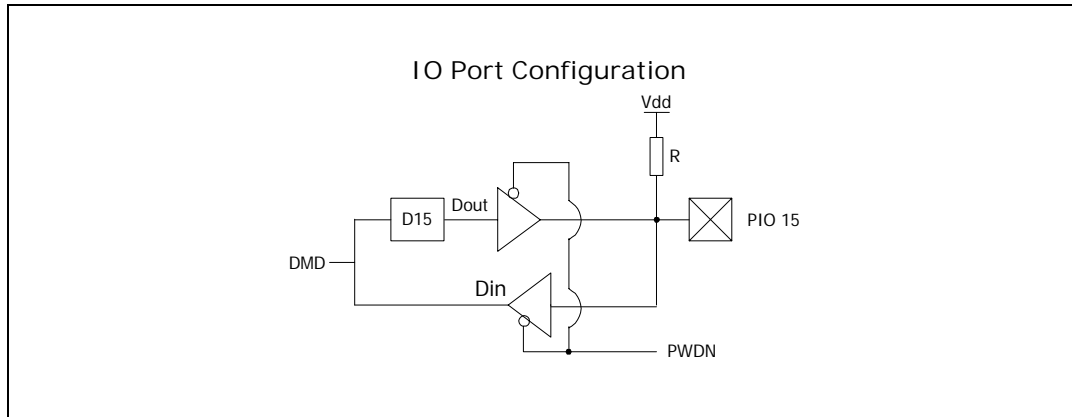 IO Port Configuration
Vdd
R
D15
Dout
PIO 15
DMD
Din
PWDN